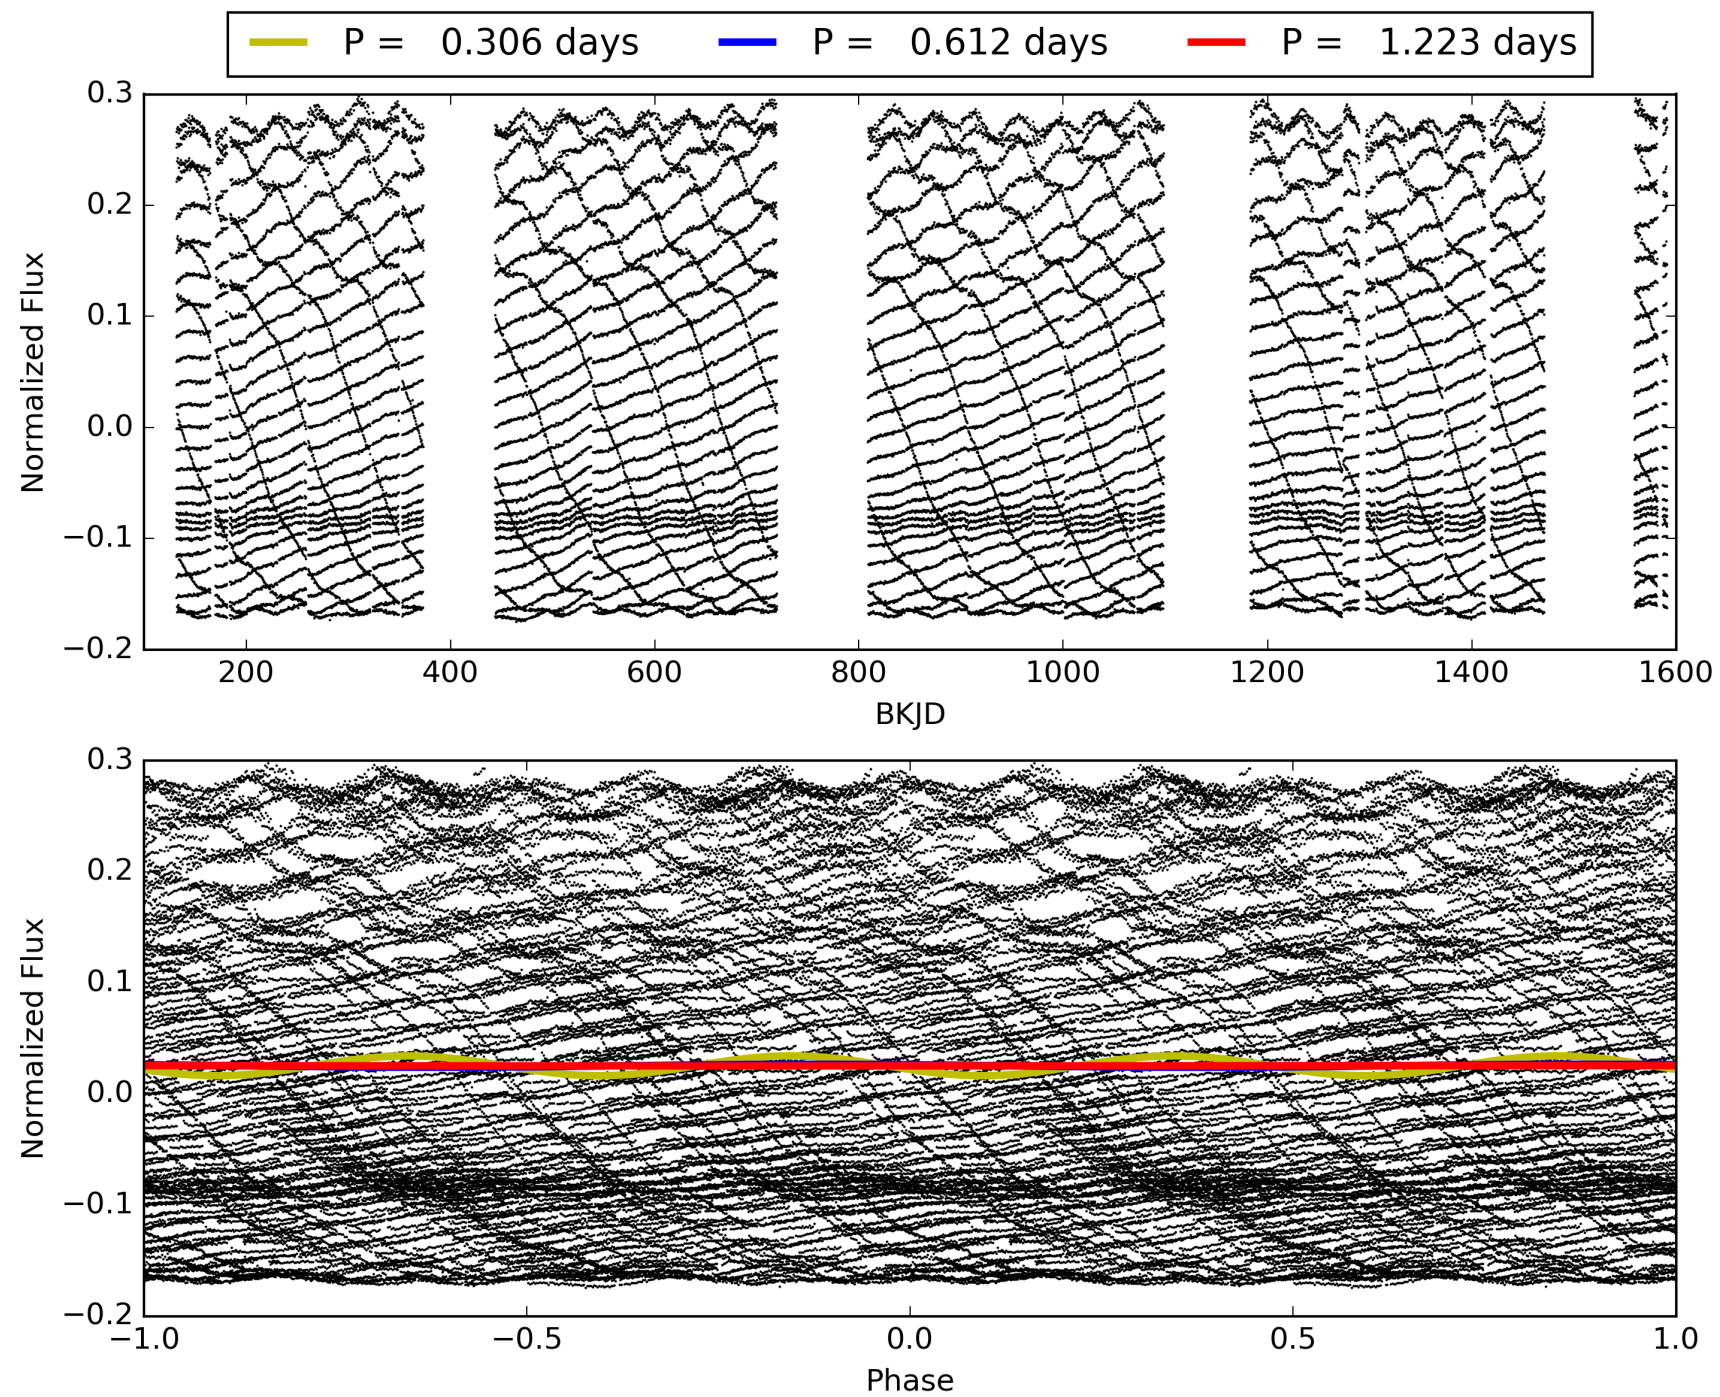 P = 0.306 days P = 0.612 days P = 1.223 days
0.3
0.2
0.1
0.0
−0.1
−0.2
Normalized Flux
200 400 600 800 1000 1200 1400 1600
BKJD
0.3
0.2
0.1
0.0
−0.1
−0.2
Normalized Flux
−1.0 −0.5 0.0 0.5 1.0
Phase